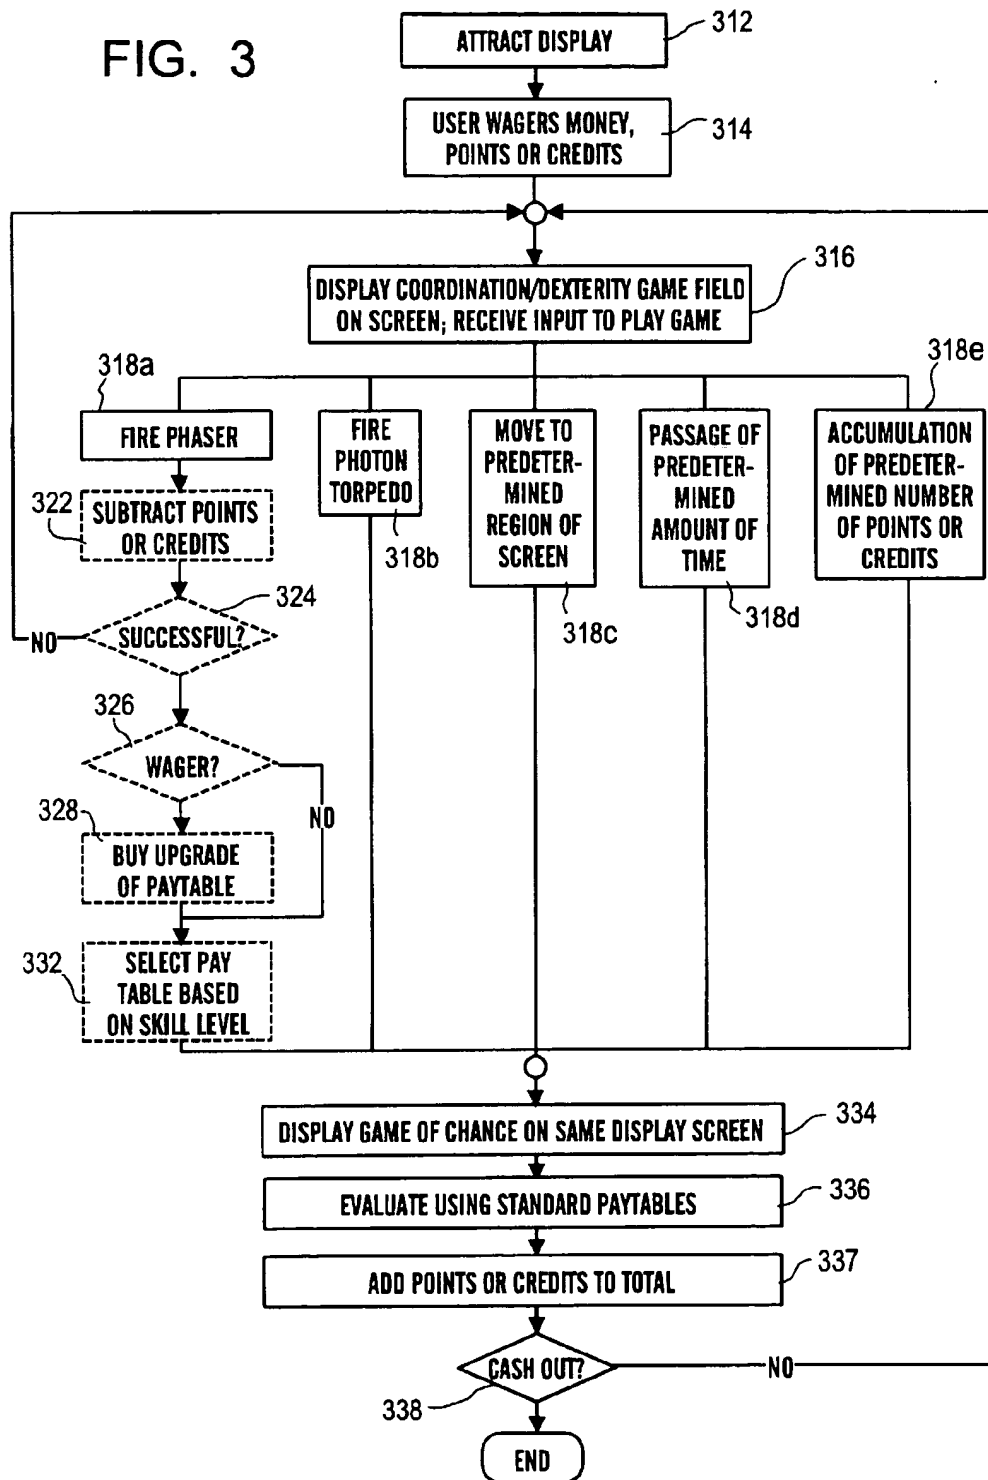 FIG. 3
ATTRACT DISPLAY
312
USER WAGERS MONEY,
POINTS OR CREDITS
314
DISPLAY COORDINATION/DEXTERITY GAME FIELD
ON SCREEN; RECEIVE INPUT TO PLAY GAME
316
318a
FIRE PHASER
322
SUBTRACT POINTS
OR CREDITS
324
SUCCESSFUL?
NO
326
WAGER?
NO
328
BUY UPGRADE
OF PAYTABLE
332
SELECT PAY
TABLE BASED
ON SKILL LEVEL
FIRE
PHOTON
TORPEDO
318b
MOVE TO
PREDETER-
MINED
REGION OF
SCREEN
318c
PASSAGE OF
PREDETER-
MINED
AMOUNT OF
TIME
318d
318e
ACCUMULATION
OF PREDETER-
MINED NUMBER
OF POINTS OR
CREDITS
DISPLAY GAME OF CHANCE ON SAME DISPLAY SCREEN
334
EVALUATE USING STANDARD PAYTABLES
336
ADD POINTS OR CREDITS TO TOTAL
337
CASH OUT?
NO
338
END